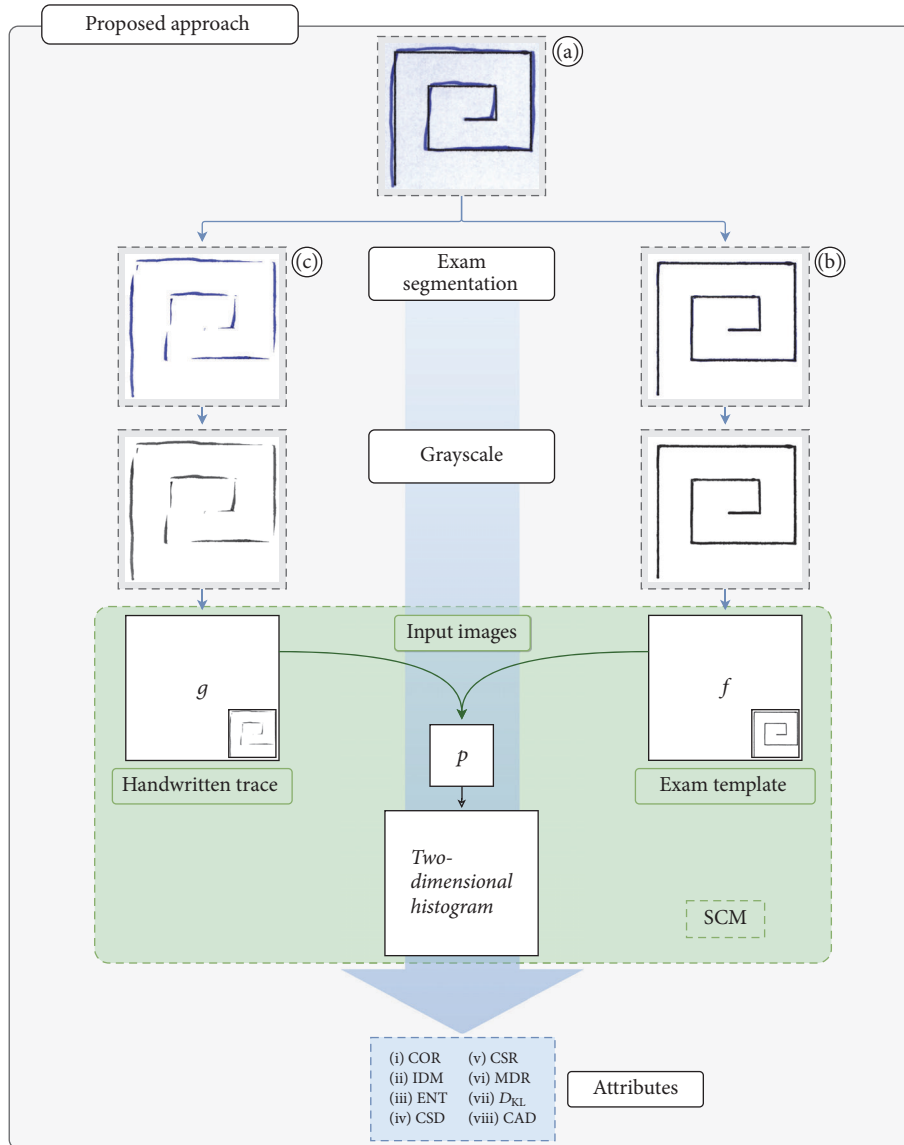 Proposed approach
(a)
(c)
Exam
segmentation
(b)
Grayscale
Input images
g
f
p
Handwritten trace
Exam template
Two-
dimensional
histogram
SCM
(i) COR (v) CSR
(ii) IDM (vi) MDR
(iii) ENT (vii) D_KL
(iv) CSD (viii) CAD
Attributes